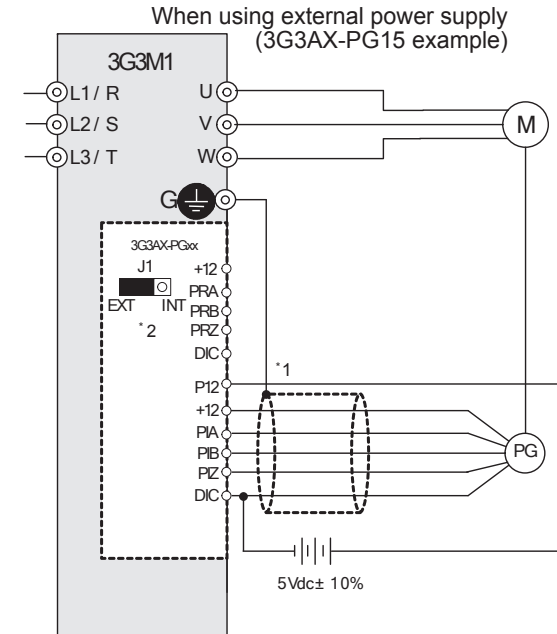 When using external power supply
(3G3AX-PG15 example)
3G3M1
L1/ R
U
L2/ S
V
M
L3/ T
W
G
3G3AX-PGxx
J1
EXT
INT
*2
+12
PRA
PRB
PRZ
DIC
*1
P12
+12
PIA
PIB
PIZ
DIC
PG
5Vdc± 10%